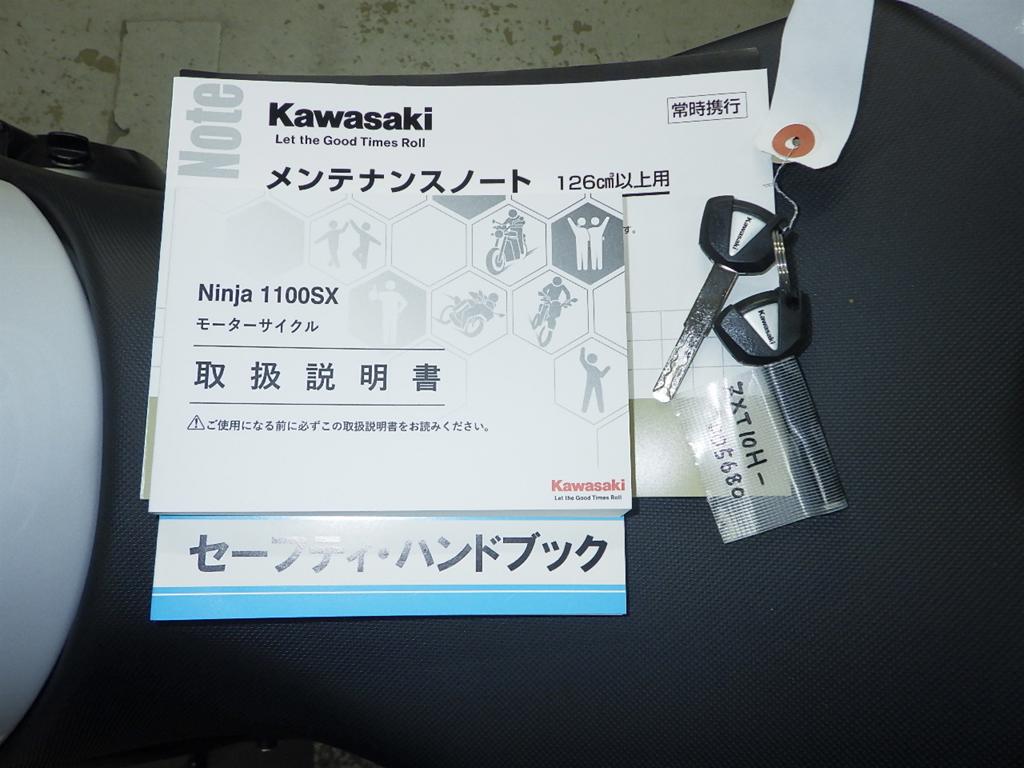 Note
Kawasaki
Let the Good Times Roll
常時携行
メンテナンスノート 126c㎥以上用
す。
Ninja 1100SX
モーターサイクル
取扱説明書
ご使用になる前に必ずこの取扱説明書をお読みください。
Kawasaki
Let the Good Times Roll
セーフティ・ハンドブック
Kawasaki
Kawasaki
ZXT10H-